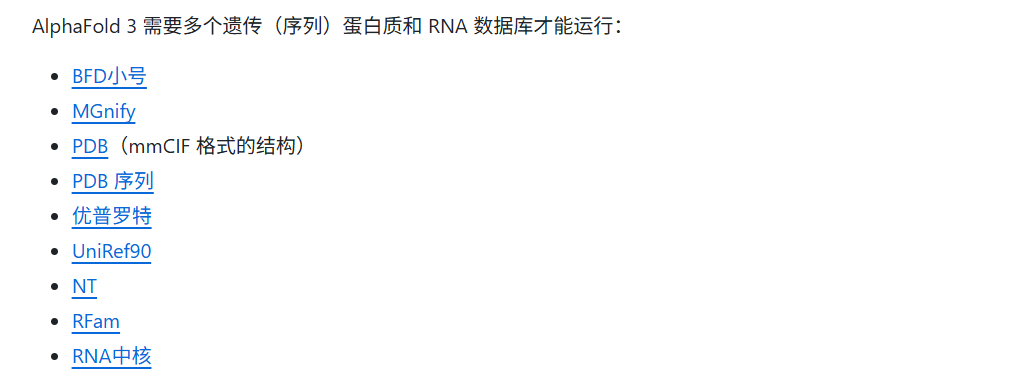 AlphaFold 3 需要多个遗传（序列）蛋白质和 RNA 数据库才能运行：
BFD小号
MGnify
PDB（mmCIF 格式的结构）
PDB 序列
优普罗特
UniRef90
NT
RFam
RNA中核